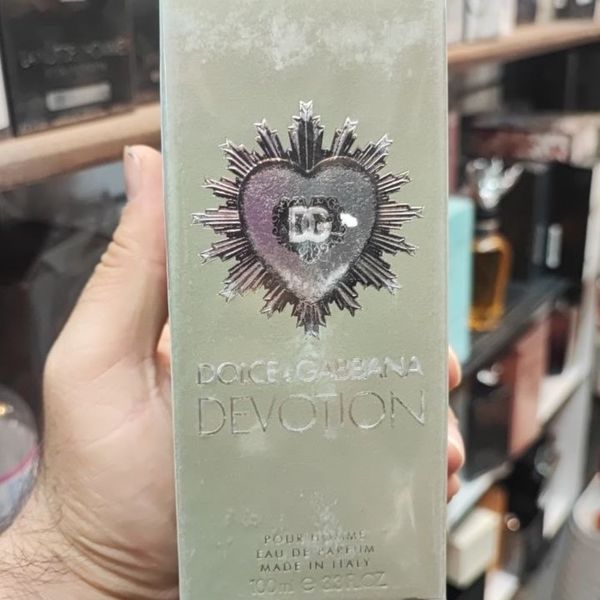 DG
DOLCE & GABBANA
DEVOTION
POUR HOMME
EAU DE PARFUM
MADE IN ITALY
100ml ℮ 3.3 FL.OZ